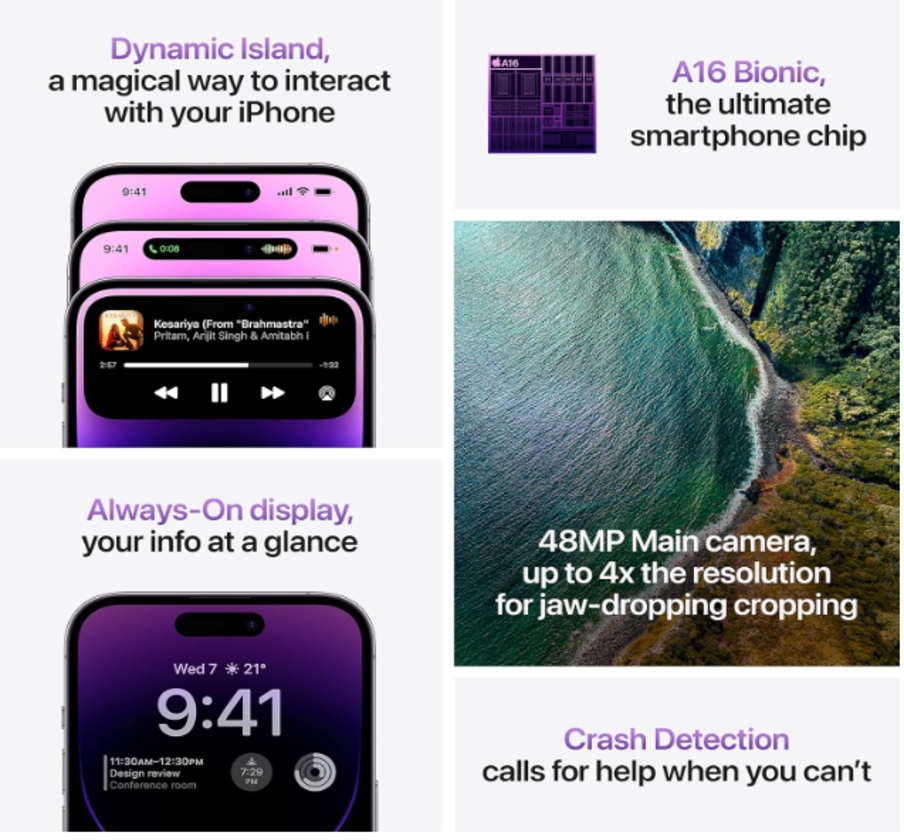 Dynamic Island,
a magical way to interact
with your iPhone
9:41
9:41
0:08
Kesariya (From "Brahmastra"
Pritam, Arijit Singh & Amitabh
2:57
-1:32
Always-On display,
your info at a glance
Wed 7 21°
9:41
11:30AM–12:30PM
Design review
Conference room
7:29
PM
A16
A16 Bionic,
the ultimate
smartphone chip
48MP Main camera,
up to 4x the resolution
for jaw-dropping cropping
Crash Detection
calls for help when you can't